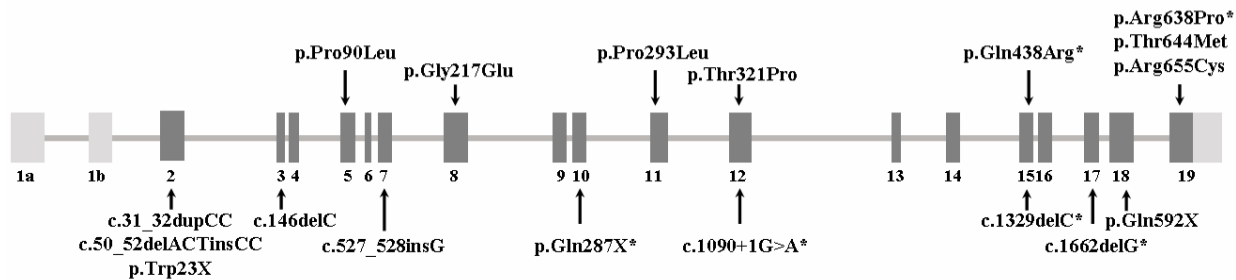 p.Arg638Pro*
p.Thr644Met
p.Arg655Cys
p.Pro90Leu
p.Pro293Leu
p.Gln438Arg*
p.Gly217Glu
p.Thr321Pro
1a 1b 2 3 4 5 6 7 8 9 10 11 12 13 14 15 16 17 18 19
c.31_32dupCC
c.50_52delACTinsCC
p.Trp23X
c.146delC
c.527_528insG
p.Gln287X*
c.1090+1G>A*
c.1329delC*
c.1662delG*
p.Gln592X